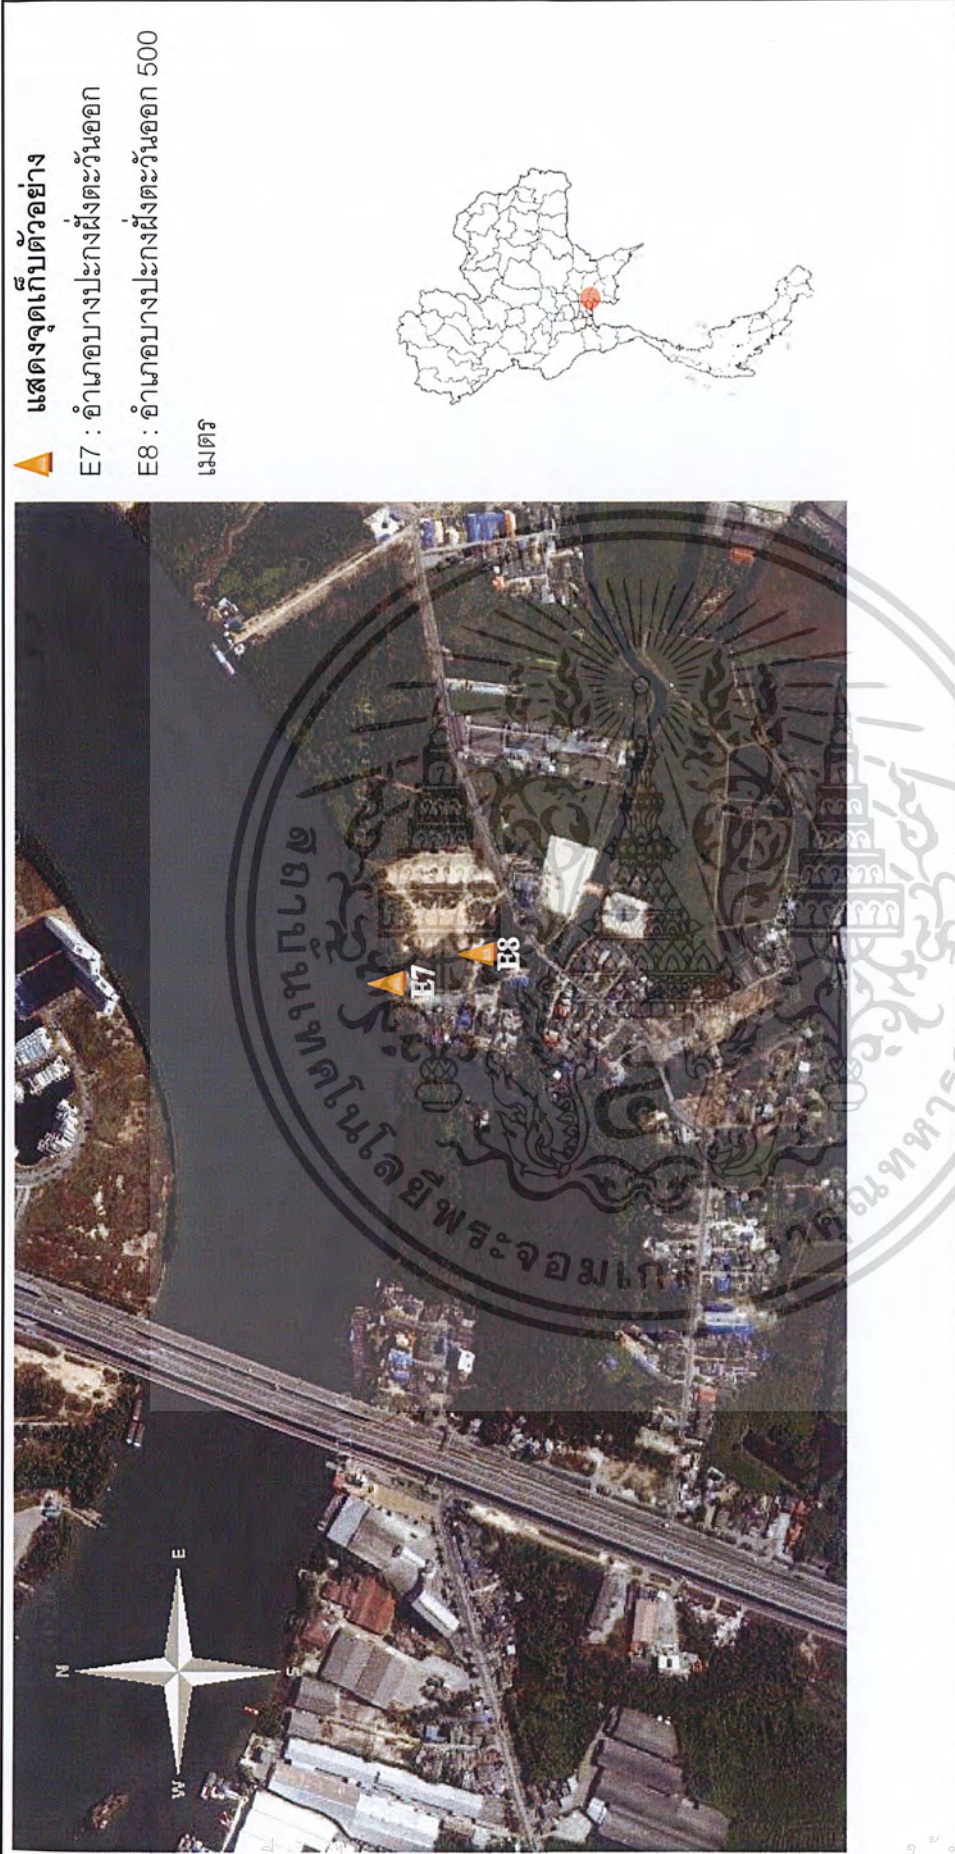 แสดงจุดเก็บตัวอย่าง
E7 : อำเภอบางปะกงฝั่งตะวันออก
E8 : อำเภอบางปะกงฝั่งตะวันออก 500
เมตร
N
E
S
W
E7
E8
สถาบันเทคโนโลยีพระจอมเกล้า